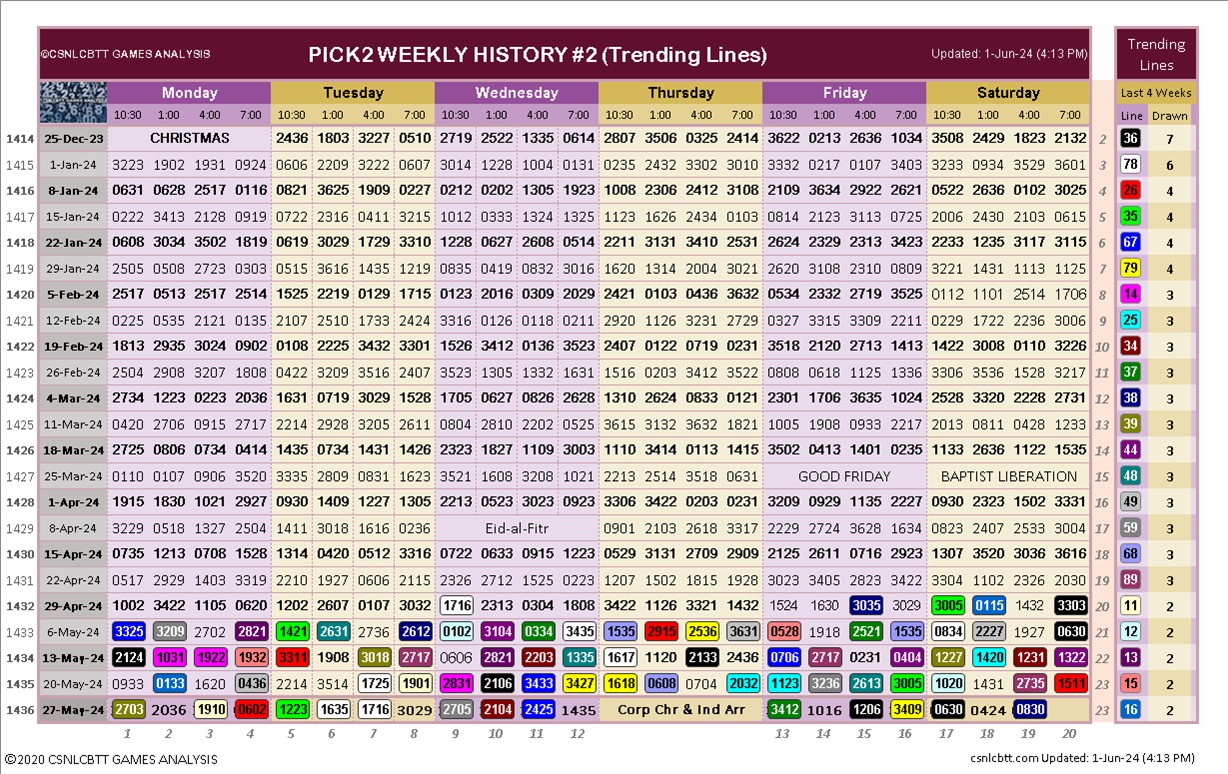 ©CSNLCBTT GAMES ANALYSIS PICK2 WEEKLY HISTORY #2 (Trending Lines) Updated: 1-Jun-24 (4:13 PM) Trending Lines
Monday Tuesday Wednesday Thursday Friday Saturday Last 4 Weeks
10:30 1:00 4:00 7:00 10:30 1:00 4:00 7:00 10:30 1:00 4:00 7:00 10:30 1:00 4:00 7:00 10:30 1:00 4:00 7:00 10:30 1:00 4:00 7:00 Line Drawn
1414 25-Dec-23 CHRISTMAS 2436 1803 3227 0510 2719 2522 1335 0614 2807 3506 0325 2414 3622 0213 2636 1034 3508 2429 1823 2132 2 36 7
1415 1-Jan-24 3223 1902 1931 0924 0606 2209 3222 0607 3014 1228 1004 0131 0235 2432 3302 3010 3332 0217 0107 3403 3233 0934 3529 3601 3 78 6
1416 8-Jan-24 0631 0628 2517 0116 0821 3625 1909 0227 0212 0202 1305 1923 1008 2306 2412 3108 2109 3634 2922 2621 0522 2636 0102 3025 4 26 4
1417 15-Jan-24 0222 3413 2128 0919 0722 2316 0411 3215 1012 0333 1324 1325 1123 1626 2434 0103 0814 2123 3113 0725 2006 2430 2103 0615 5 35 4
1418 22-Jan-24 0608 3034 3502 1819 0619 3029 1729 3310 1228 0627 2608 0514 2211 3131 3410 2531 2624 2329 2313 3423 2233 1235 3117 3115 6 67 4
1419 29-Jan-24 2505 0508 2723 0303 0515 3616 1435 1219 0835 0419 0832 3016 1620 1314 2004 3021 2620 3108 2310 0809 3221 1431 1113 1125 7 79 4
1420 5-Feb-24 2517 0513 2517 2514 1525 2219 0129 1715 0123 2016 0309 2029 2421 0103 0436 3632 0534 2332 2719 3525 0112 1101 2514 1706 8 14 3
1421 12-Feb-24 0225 0535 2121 0135 2107 2510 1733 2424 3316 0126 0118 0211 2920 1126 3231 2729 0327 3315 3309 2211 0229 1722 2236 3006 9 25 3
1422 19-Feb-24 1813 2935 3024 0902 0108 2225 3432 3301 1526 3412 0136 3523 2407 0122 0719 0231 3518 2120 2713 1413 1422 3008 0110 3226 10 34 3
1423 26-Feb-24 2504 2908 3207 1808 0422 3209 3516 2407 3523 1305 1332 1631 1516 0203 3412 3522 0808 0618 1125 1336 3306 3536 1528 3217 11 37 3
1424 4-Mar-24 2734 1223 0223 2036 1631 0719 3029 1528 1705 0627 0826 2628 1310 2624 0833 0121 2301 1706 3635 1024 2528 3320 2228 2731 12 38 3
1425 11-Mar-24 0420 2706 0915 2717 2214 2928 3205 2611 0804 2810 2202 0525 3615 3132 3632 1821 1005 1908 0933 2217 2013 0811 0428 1233 13 39 3
1426 18-Mar-24 2725 0806 0734 0414 1435 0734 1431 1426 2323 1827 1109 3003 1110 3414 0113 1415 3502 0413 1401 0235 1133 2636 1122 1535 14 44 3
1427 25-Mar-24 0110 0107 0906 3520 3335 2809 0831 1623 3521 1608 3208 1021 2213 2514 3518 0631 GOOD FRIDAY BAPTIST LIBERATION 15 48 3
1428 1-Apr-24 1915 1830 1021 2927 0930 1409 1227 1305 2213 0523 3023 0923 3306 3422 0203 0231 3209 0929 1135 2227 0930 2323 1502 3331 16 49 3
1429 8-Apr-24 3229 0518 1327 2504 1411 3018 1616 0236 Eid-al-Fitr 0901 2103 2618 3317 2229 2724 3628 1634 0823 2407 2533 3004 17 59 3
1430 15-Apr-24 0735 1213 0708 1528 1314 0420 0512 3316 0722 0633 0915 1223 0529 3131 2709 2909 2125 2611 0716 2923 1307 3520 3036 3616 18 68 3
1431 22-Apr-24 0517 2929 1403 3319 2210 1927 0606 2115 2326 2712 1525 0223 1207 1502 1815 1928 3023 3405 2823 3422 3304 1102 2326 2030 19 89 3
1432 29-Apr-24 1002 3422 1105 0620 1202 2607 0107 3032 1716 2313 0304 1808 3422 1126 3321 1432 1524 1630 3035 3029 3005 0115 1432 3303 20 11 2
1433 6-May-24 3325 3209 2702 2821 1421 2631 2736 2612 0102 3104 0334 3435 1535 2915 2536 3631 0528 1918 2521 1535 0834 2227 1927 0630 21 12 2
1434 13-May-24 2124 1031 1922 1932 3311 1908 3018 2717 0606 2821 2203 1335 1617 1120 2133 2436 0706 2717 0231 0404 1227 1420 1231 1322 22 13 2
1435 20-May-24 0933 0133 1620 0436 2214 3514 1725 1901 2831 2106 3433 3427 1618 0608 0704 2032 1123 3236 2613 3005 1020 1431 2735 1511 23 15 2
1436 27-May-24 2703 2036 1910 0602 1223 1635 1716 3029 2705 2104 2425 1435 Corp Chr & Ind Arr 3412 1016 1206 3409 0630 0424 0830 23 16 2
1 2 3 4 5 6 7 8 9 10 11 12 13 14 15 16 17 18 19 20
©2020 CSNLCBTT GAMES ANALYSIS csnlcbtt.com Updated: 1-Jun-24 (4:13 PM)